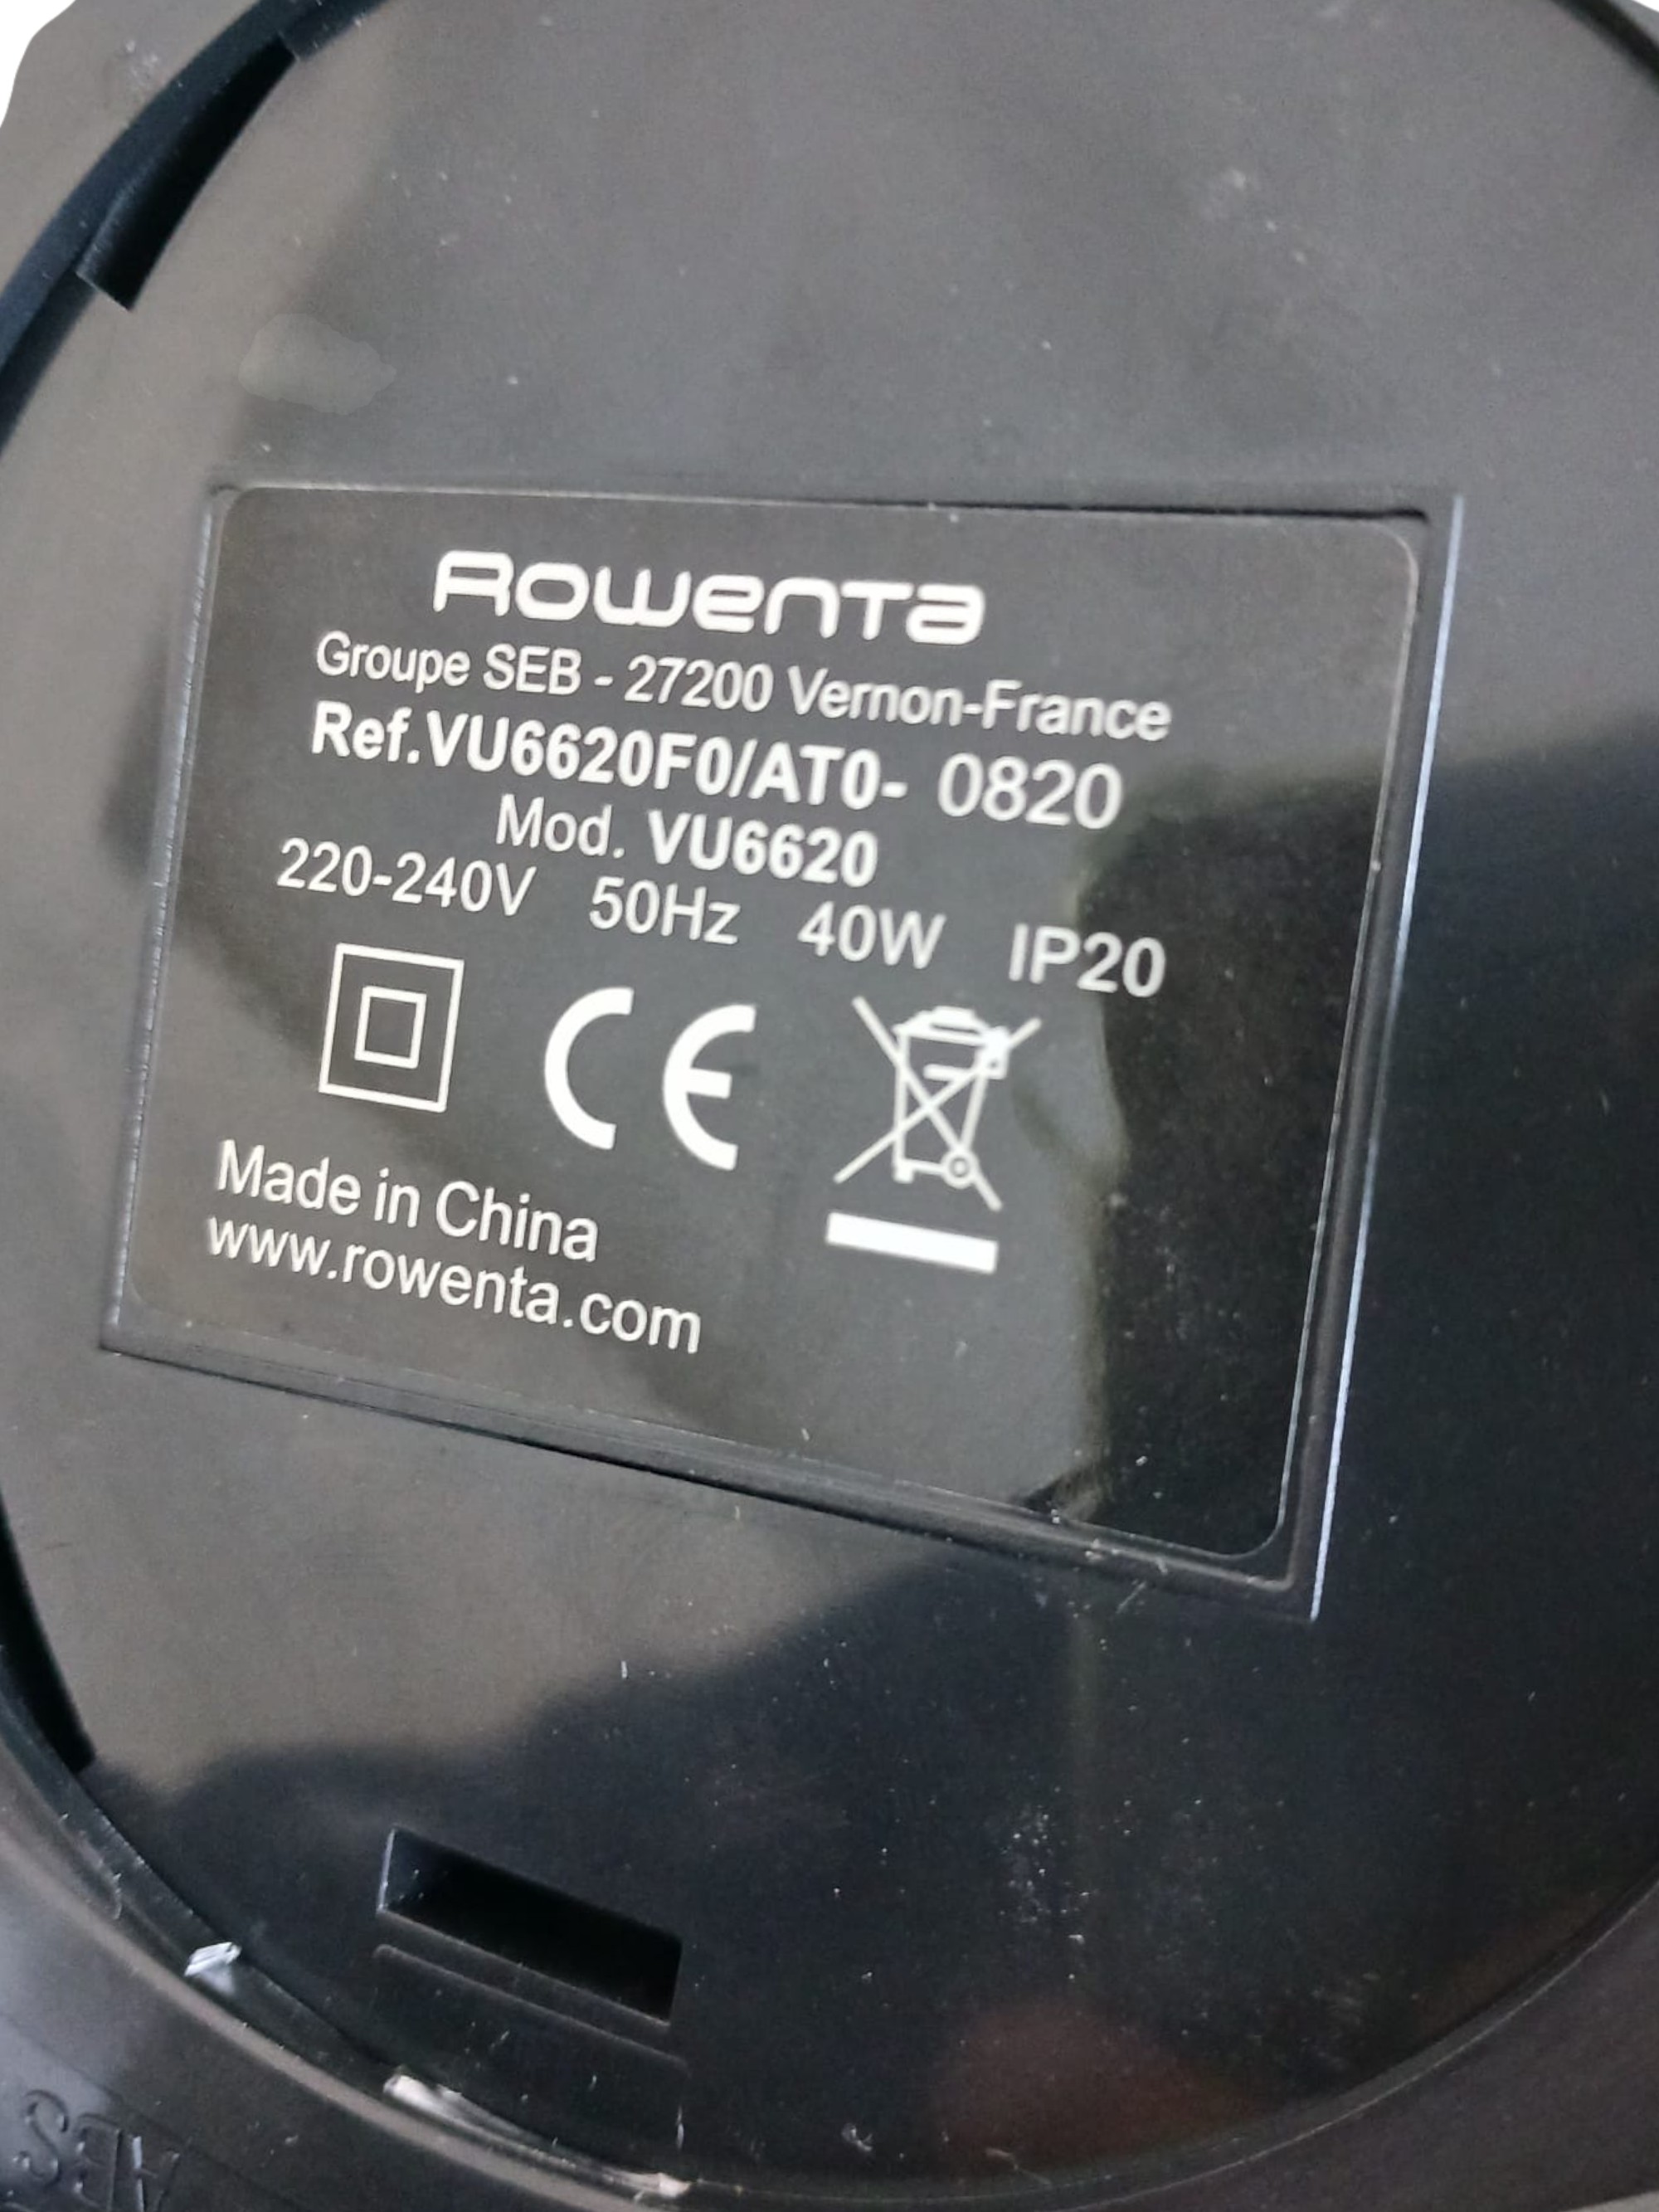 Rowenta
Groupe SEB - 27200 Vernon-France
Ref.VU6620F0/AT0- 0820
Mod. VU6620
220-240V 50Hz 40W IP20
CE
Made in China
www.rowenta.com